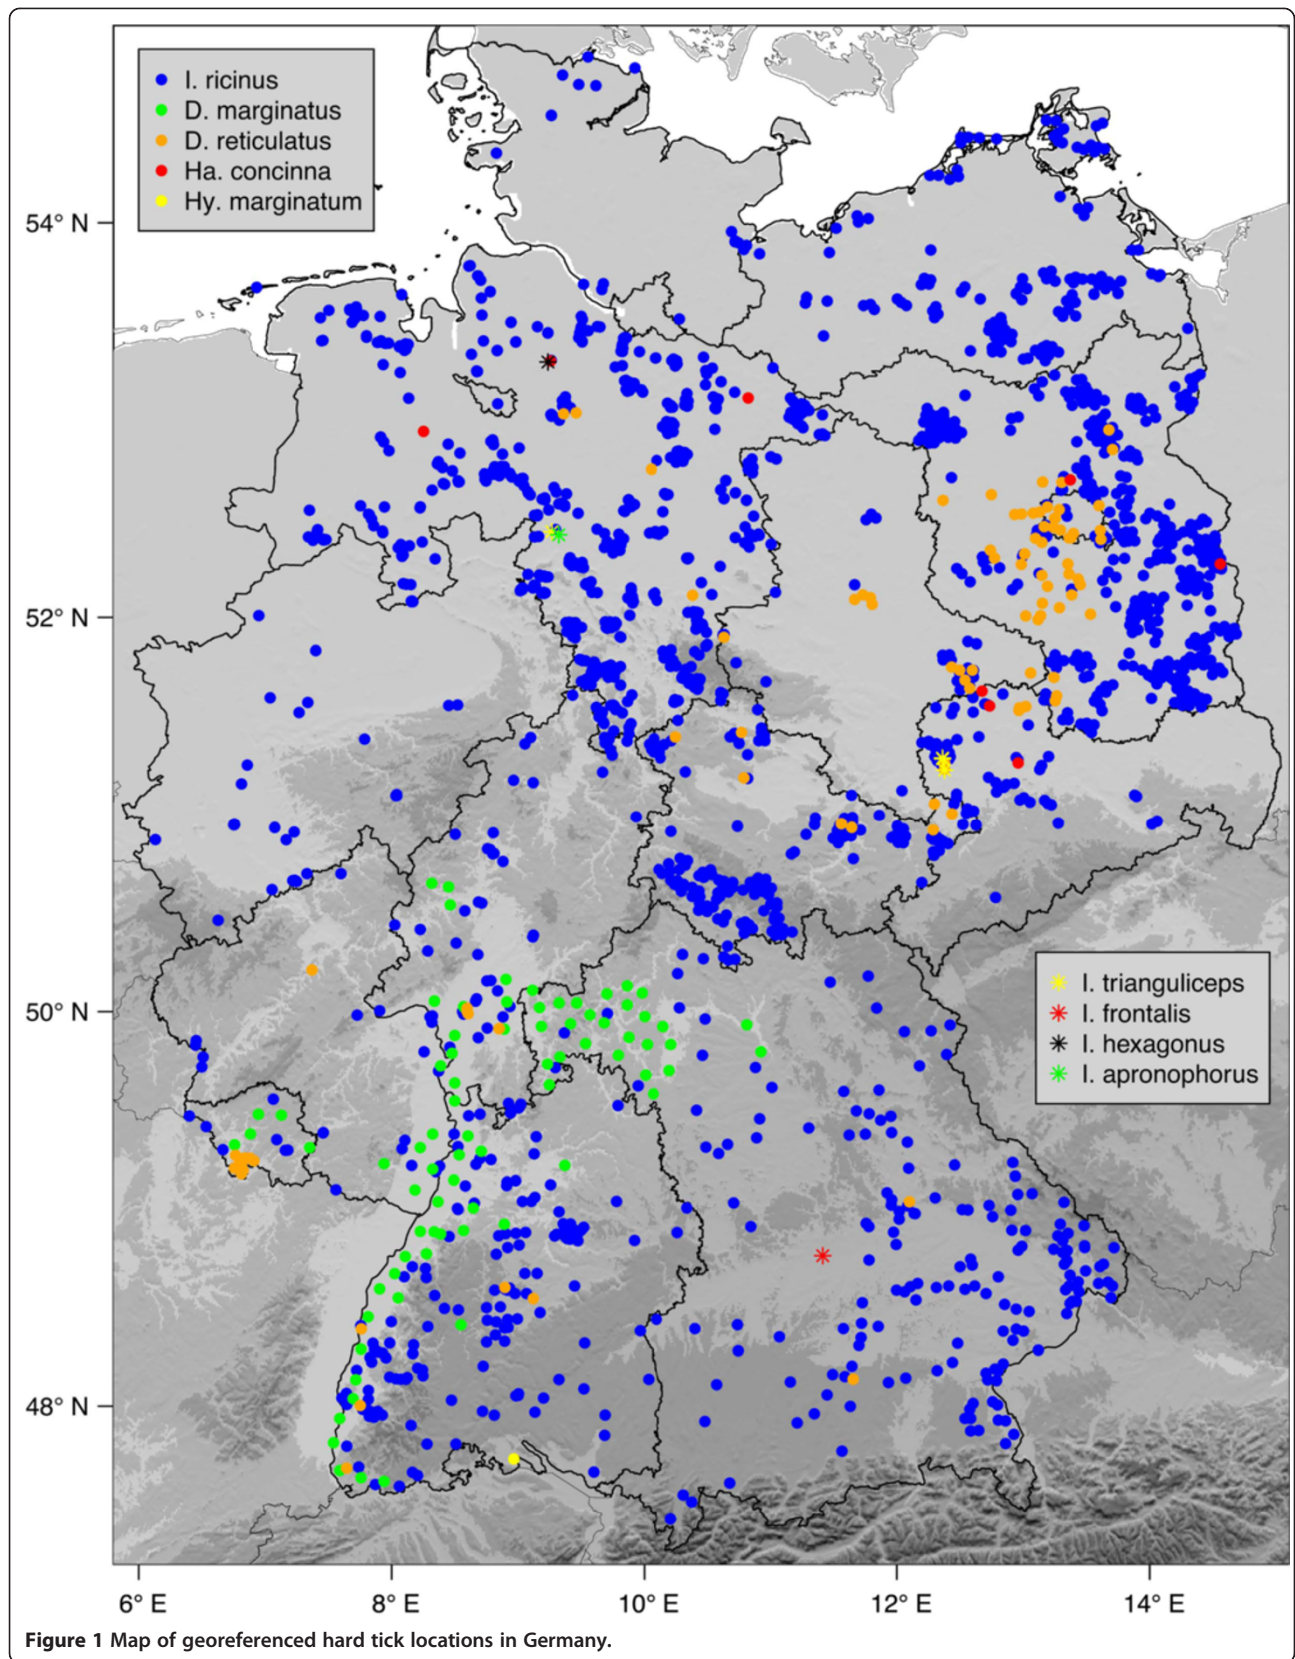 I. ricinus
D. marginatus
D. reticulatus
Ha. concinna
Hy. marginatum
54° N
52° N
50° N
48° N
I. trianguliceps
I. frontalis
I. hexagonus
I. apronophorus
6° E 8° E 10° E 12° E 14° E
Figure 1 Map of georeferenced hard tick locations in Germany.